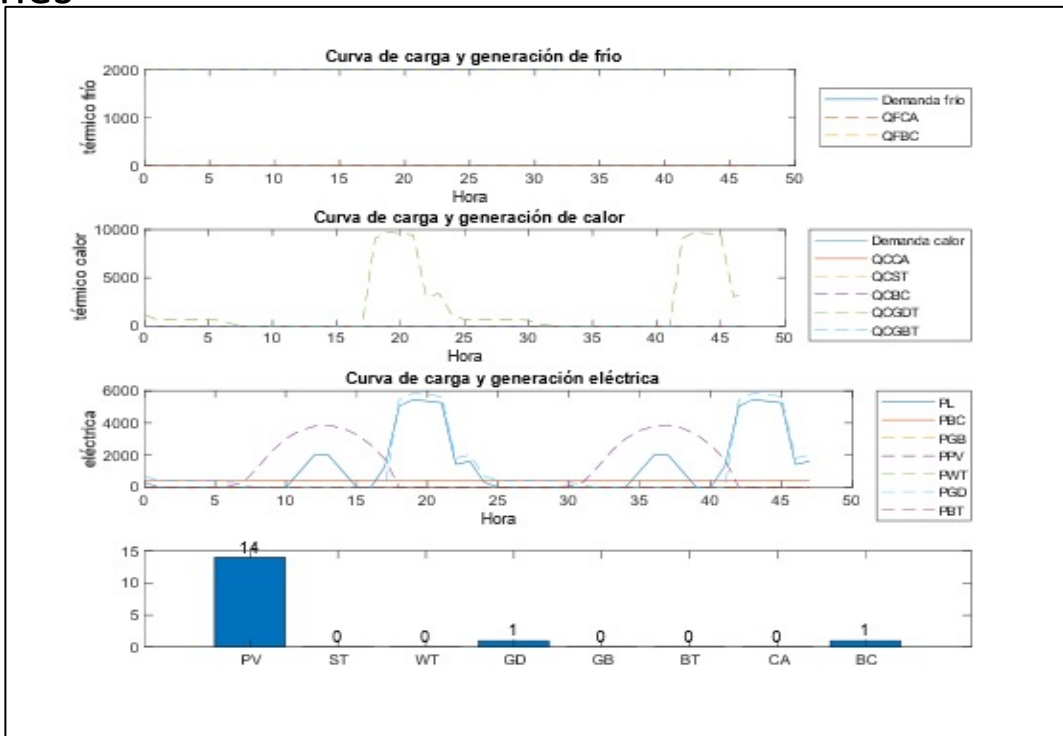 Curva de carga y generación de frío
térmico frío
2000
1000
0
0 5 10 15 20 25 30 35 40 45 50
Hora
Demanda frío
QFCA
QFBC
Curva de carga y generación de calor
térmico calor
10000
5000
0
0 5 10 15 20 25 30 35 40 45 50
Hora
Demanda calor
QCCA
QCST
QCBC
QCGDT
QCGBT
Curva de carga y generación eléctrica
eléctrica
6000
4000
2000
0
0 5 10 15 20 25 30 35 40 45 50
Hora
PL
PBC
PGB
PPV
PWT
PGD
PBT
15
10
5
0
14 0 0 1 0 0 0 1
PV ST WT GD GB BT CA BC